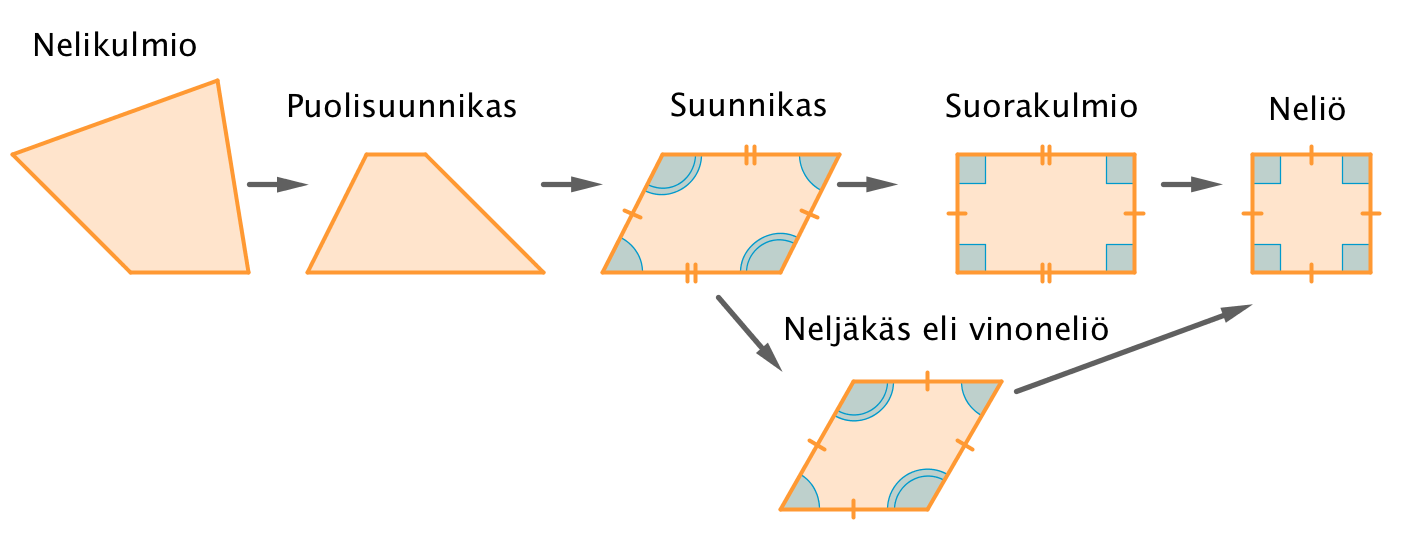 Nelikulmio
Puolisuunnikas
Suunnikas
Suorakulmio
Neliö
Neljäkäs eli vinoneliö